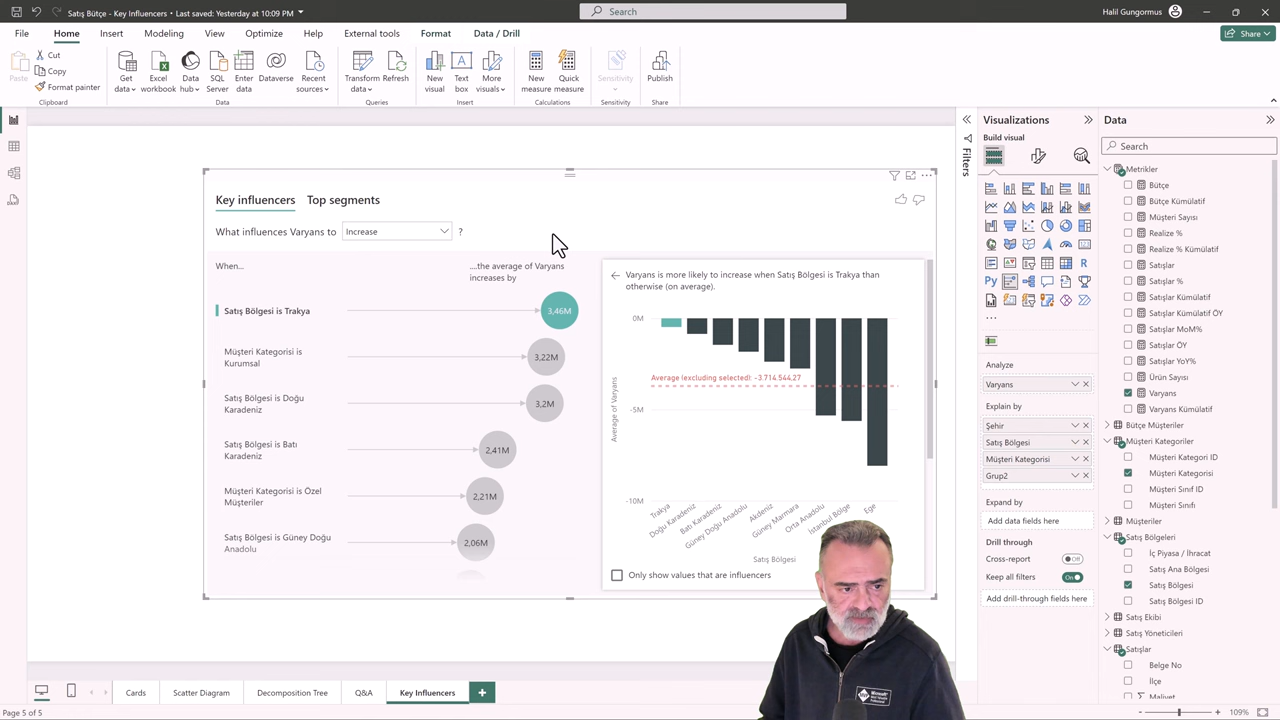 Satış Bütçe - Key Influencers • Last saved: Yesterday at 10:09 PM
Search
Halil Gungormus
File
Home
Insert
Modeling
View
Optimize
Help
External tools
Format
Data / Drill
Share
Paste
Cut
Copy
Format painter
Clipboard
Get data
Excel workbook
Data hub
SQL Server
Enter data
Dataverse
Recent sources
Data
Transform data
Refresh
Queries
New visual
Text box
More visuals
Insert
New measure
Quick measure
Calculations
Sensitivity
Sensitivity
Publish
Share
Key influencers
Top segments
What influences Varyans to
Increase
?
When...
....the average of Varyans
increases by
Satış Bölgesi is Trakya
3,46M
Müşteri Kategorisi is
Kurumsal
3,22M
Satış Bölgesi is Doğu
Karadeniz
3,2M
Satış Bölgesi is Batı
Karadeniz
2,41M
Müşteri Kategorisi is Özel
Müşteriler
2,21M
Satış Bölgesi is Güney Doğu
Anadolu
2,06M
Varyans is more likely to increase when Satış Bölgesi is Trakya than
otherwise (on average).
0M
Average (excluding selected): -3.714.544,27
-5M
-10M
Average of Varyans
Trakya
Doğu Karadeniz
Batı Karadeniz
Güney Doğu Anadolu
Akdeniz
Güney Marmara
Orta Anadolu
İstanbul Bölge
Ege
Satış Bölgesi
Only show values that are influencers
Filters
Visualizations
Build visual
R
Py
...
Analyze
Varyans
Explain by
Şehir
Satış Bölgesi
Müşteri Kategorisi
Grup2
Expand by
Add data fields here
Drill through
Cross-report
Off
Keep all filters
On
Add drill-through fields here
Data
Search
Metrikler
Bütçe
Bütçe Kümülatif
Müşteri Sayısı
Realize %
Realize % Kümülatif
Satışlar
Satışlar %
Satışlar Kümülatif
Satışlar Kümülatif ÖY
Satışlar MoM%
Satışlar ÖY
Satışlar YoY%
Ürün Sayısı
Varyans
Varyans Kümülatif
Bütçe Müşteriler
Müşteri Kategoriler
Müşteri Kategori ID
Müşteri Kategorisi
Müşteri Sınıf ID
Müşteri Sınıfı
Müşteriler
Satış Bölgeleri
İç Piyasa / İhracat
Satış Ana Bölgesi
Satış Bölgesi
Satış Bölgesi ID
Satış Ekibi
Satış Yöneticileri
Satışlar
Belge No
İlçe
Maliyet
Cards
Scatter Diagram
Decomposition Tree
Q&A
Key Influencers
Page 5 of 5
109%